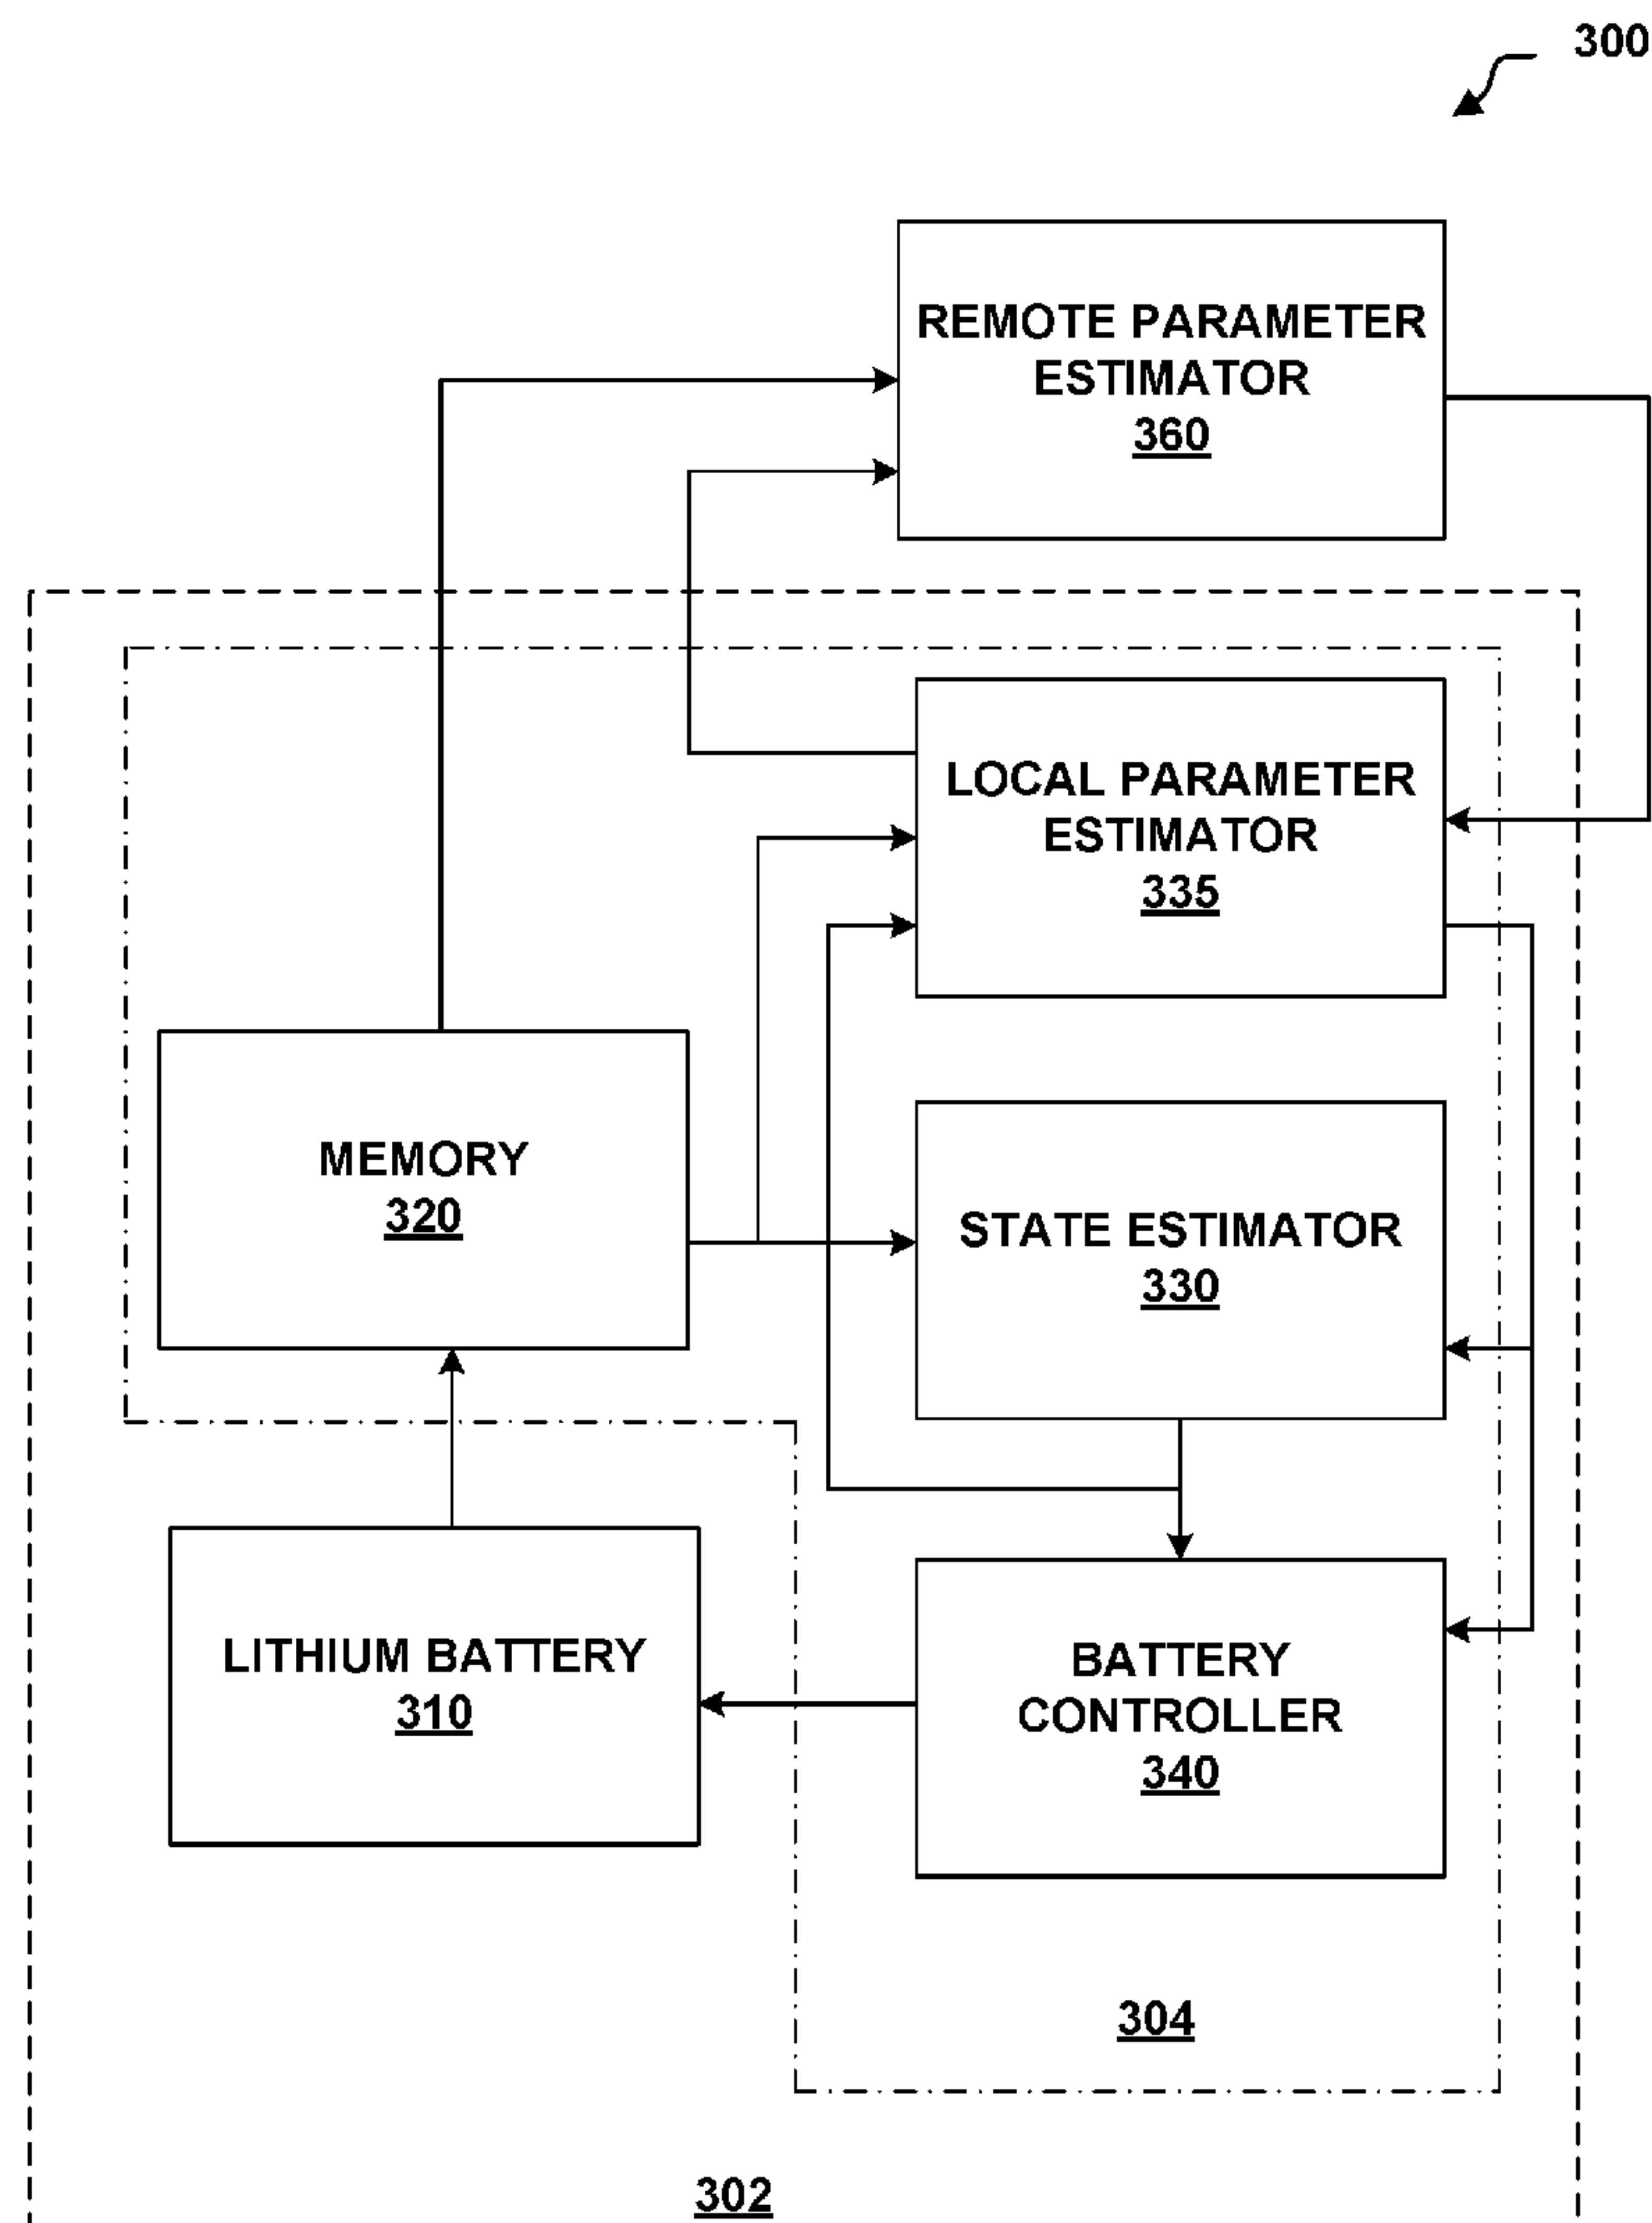 300
REMOTE PARAMETER
ESTIMATOR
360
LOCAL PARAMETER
ESTIMATOR
335
MEMORY
320
STATE ESTIMATOR
330
LITHIUM BATTERY
310
BATTERY
CONTROLLER
340
304
302